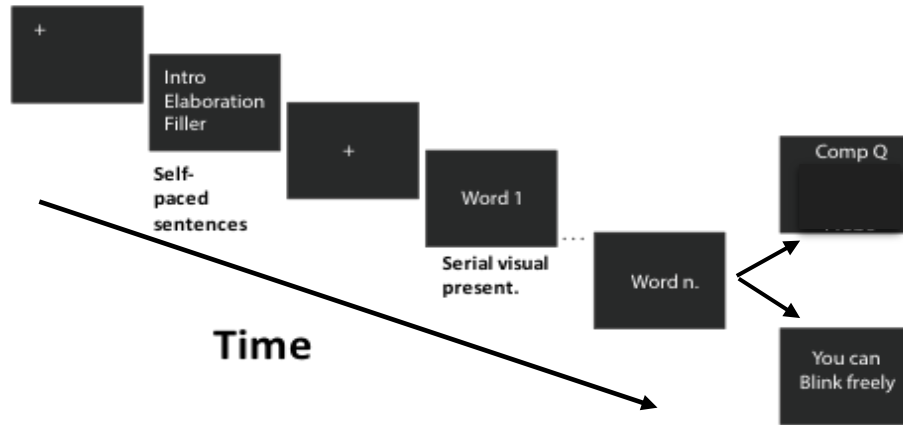 +
Intro
Elaboration
Filler
Self-
paced
sentences
+
Word 1
Serial visual
present.
...
Word n.
Comp Q
You can
Blink freely
Time